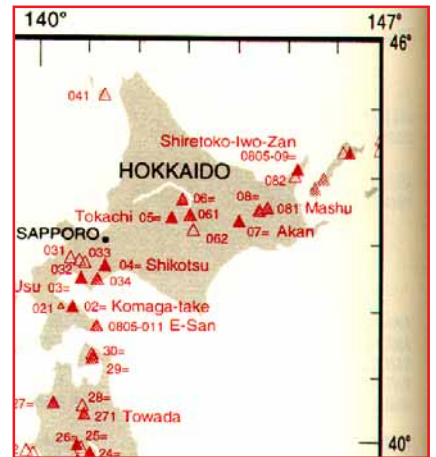 140°
147°
46°
041
Shiretoko-Iwo-Zan
0805-09=
HOKKAIDO
082
06=
08=
081 Mashu
Tokachi 05=
061
07= Akan
062
SAPPORO
031
033
032
04= Shikotsu
Usu 03=
034
021
02= Komaga-take
0805-011 E-San
30=
29=
27=
28=
271 Towada
26=
25=
24=
40°